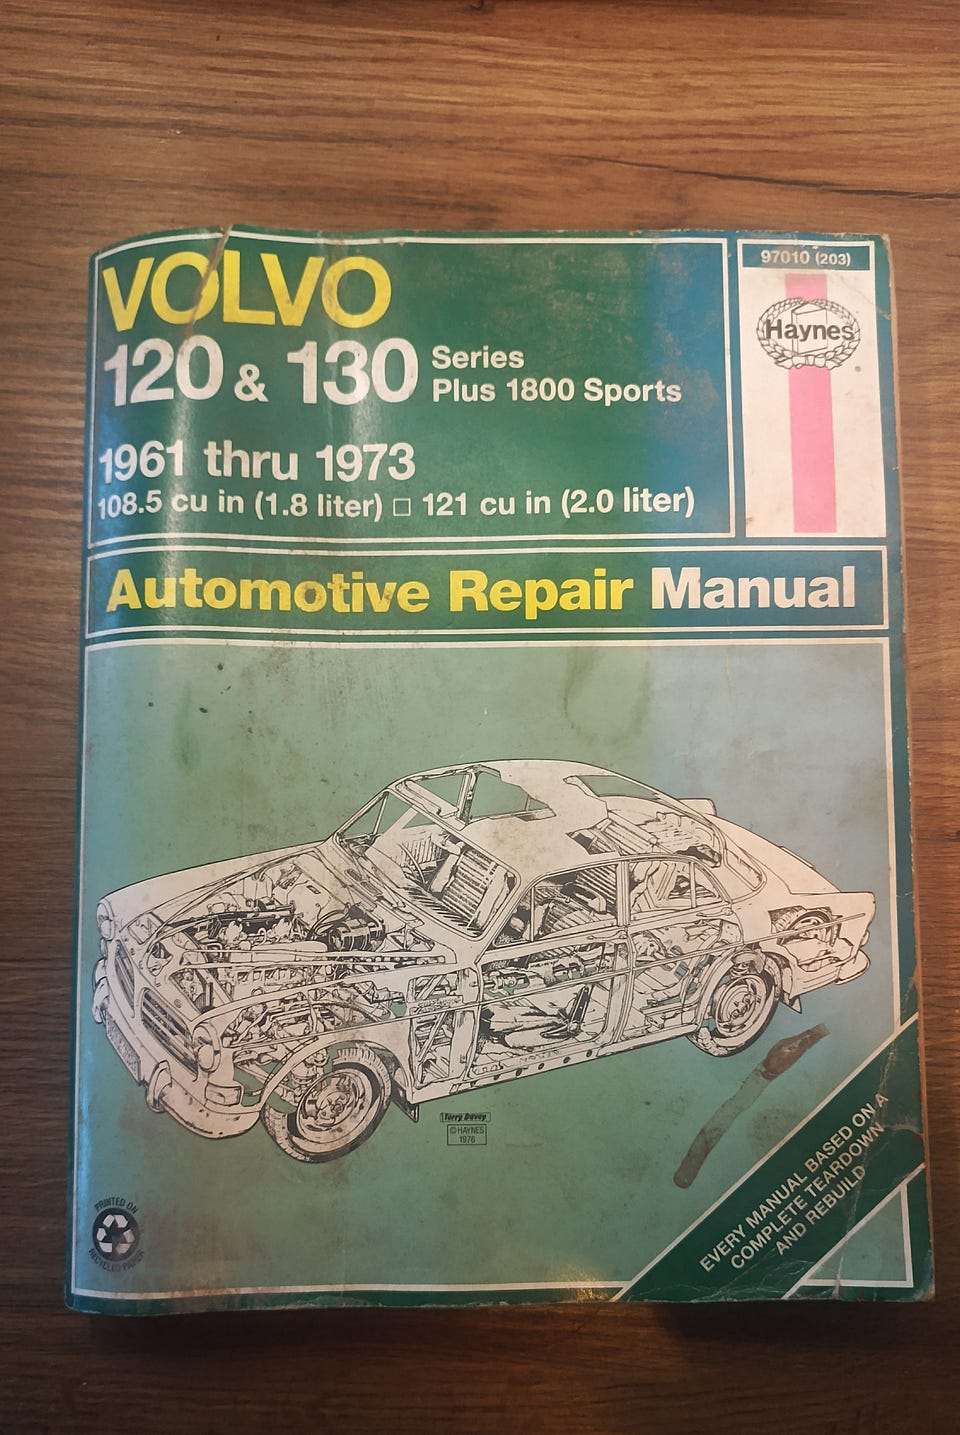 VOLVO
120 & 130 Series
Plus 1800 Sports
1961 thru 1973
108.5 cu in (1.8 liter) □ 121 cu in (2.0 liter)
97010 (203)
Haynes
®
Automotive Repair Manual
Terry Davey
© HAYNES
1976
PRINTED ON
RECYCLED PAPER
EVERY MANUAL BASED ON A
COMPLETE TEARDOWN
AND REBUILD